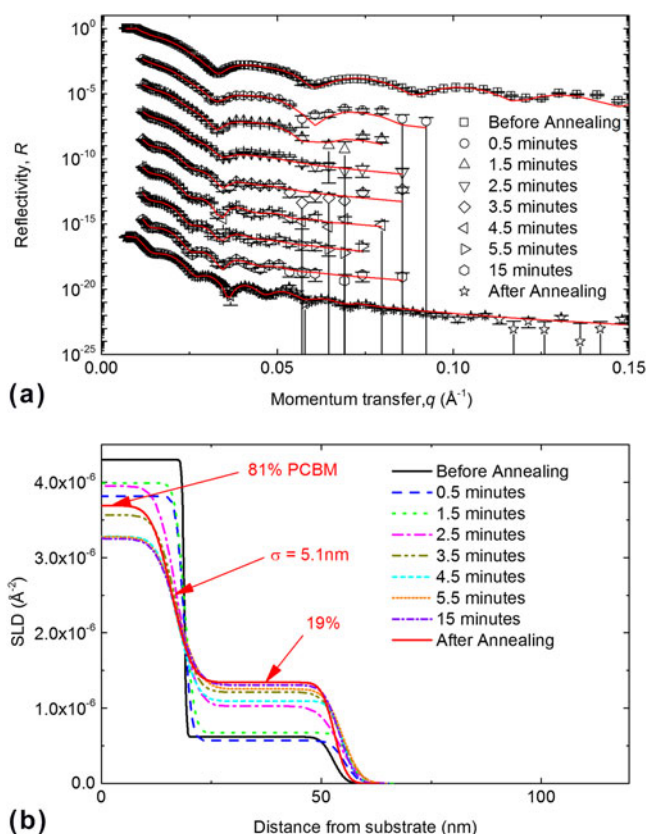 10⁰
10⁻⁵
10⁻¹⁰
10⁻¹⁵
10⁻²⁰
10⁻²⁵
Reflectivity, R
Before Annealing
0.5 minutes
1.5 minutes
2.5 minutes
3.5 minutes
4.5 minutes
5.5 minutes
15 minutes
After Annealing
0.00
0.05
0.10
0.15
Momentum transfer,q (Å⁻¹)
(a)
4.0x10⁻⁶
3.0x10⁻⁶
2.0x10⁻⁶
1.0x10⁻⁶
0.0
SLD (Å⁻²)
81% PCBM
σ = 5.1nm
19%
Before Annealing
0.5 minutes
1.5 minutes
2.5 minutes
3.5 minutes
4.5 minutes
5.5 minutes
15 minutes
After Annealing
0
50
100
Distance from substrate (nm)
(b)